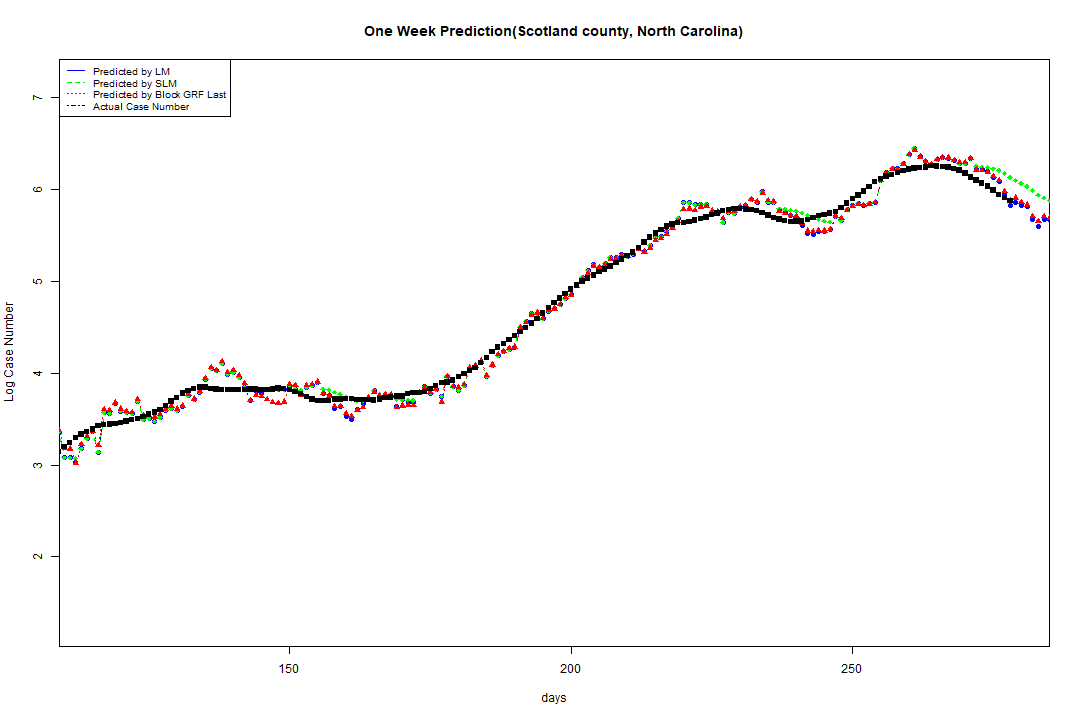 One Week Prediction(Scotland county, North Carolina)
Predicted by LM
Predicted by SLM
Predicted by Block GRF Last
Actual Case Number
7
6
5
4
3
2
Log Case Number
150
200
250
days